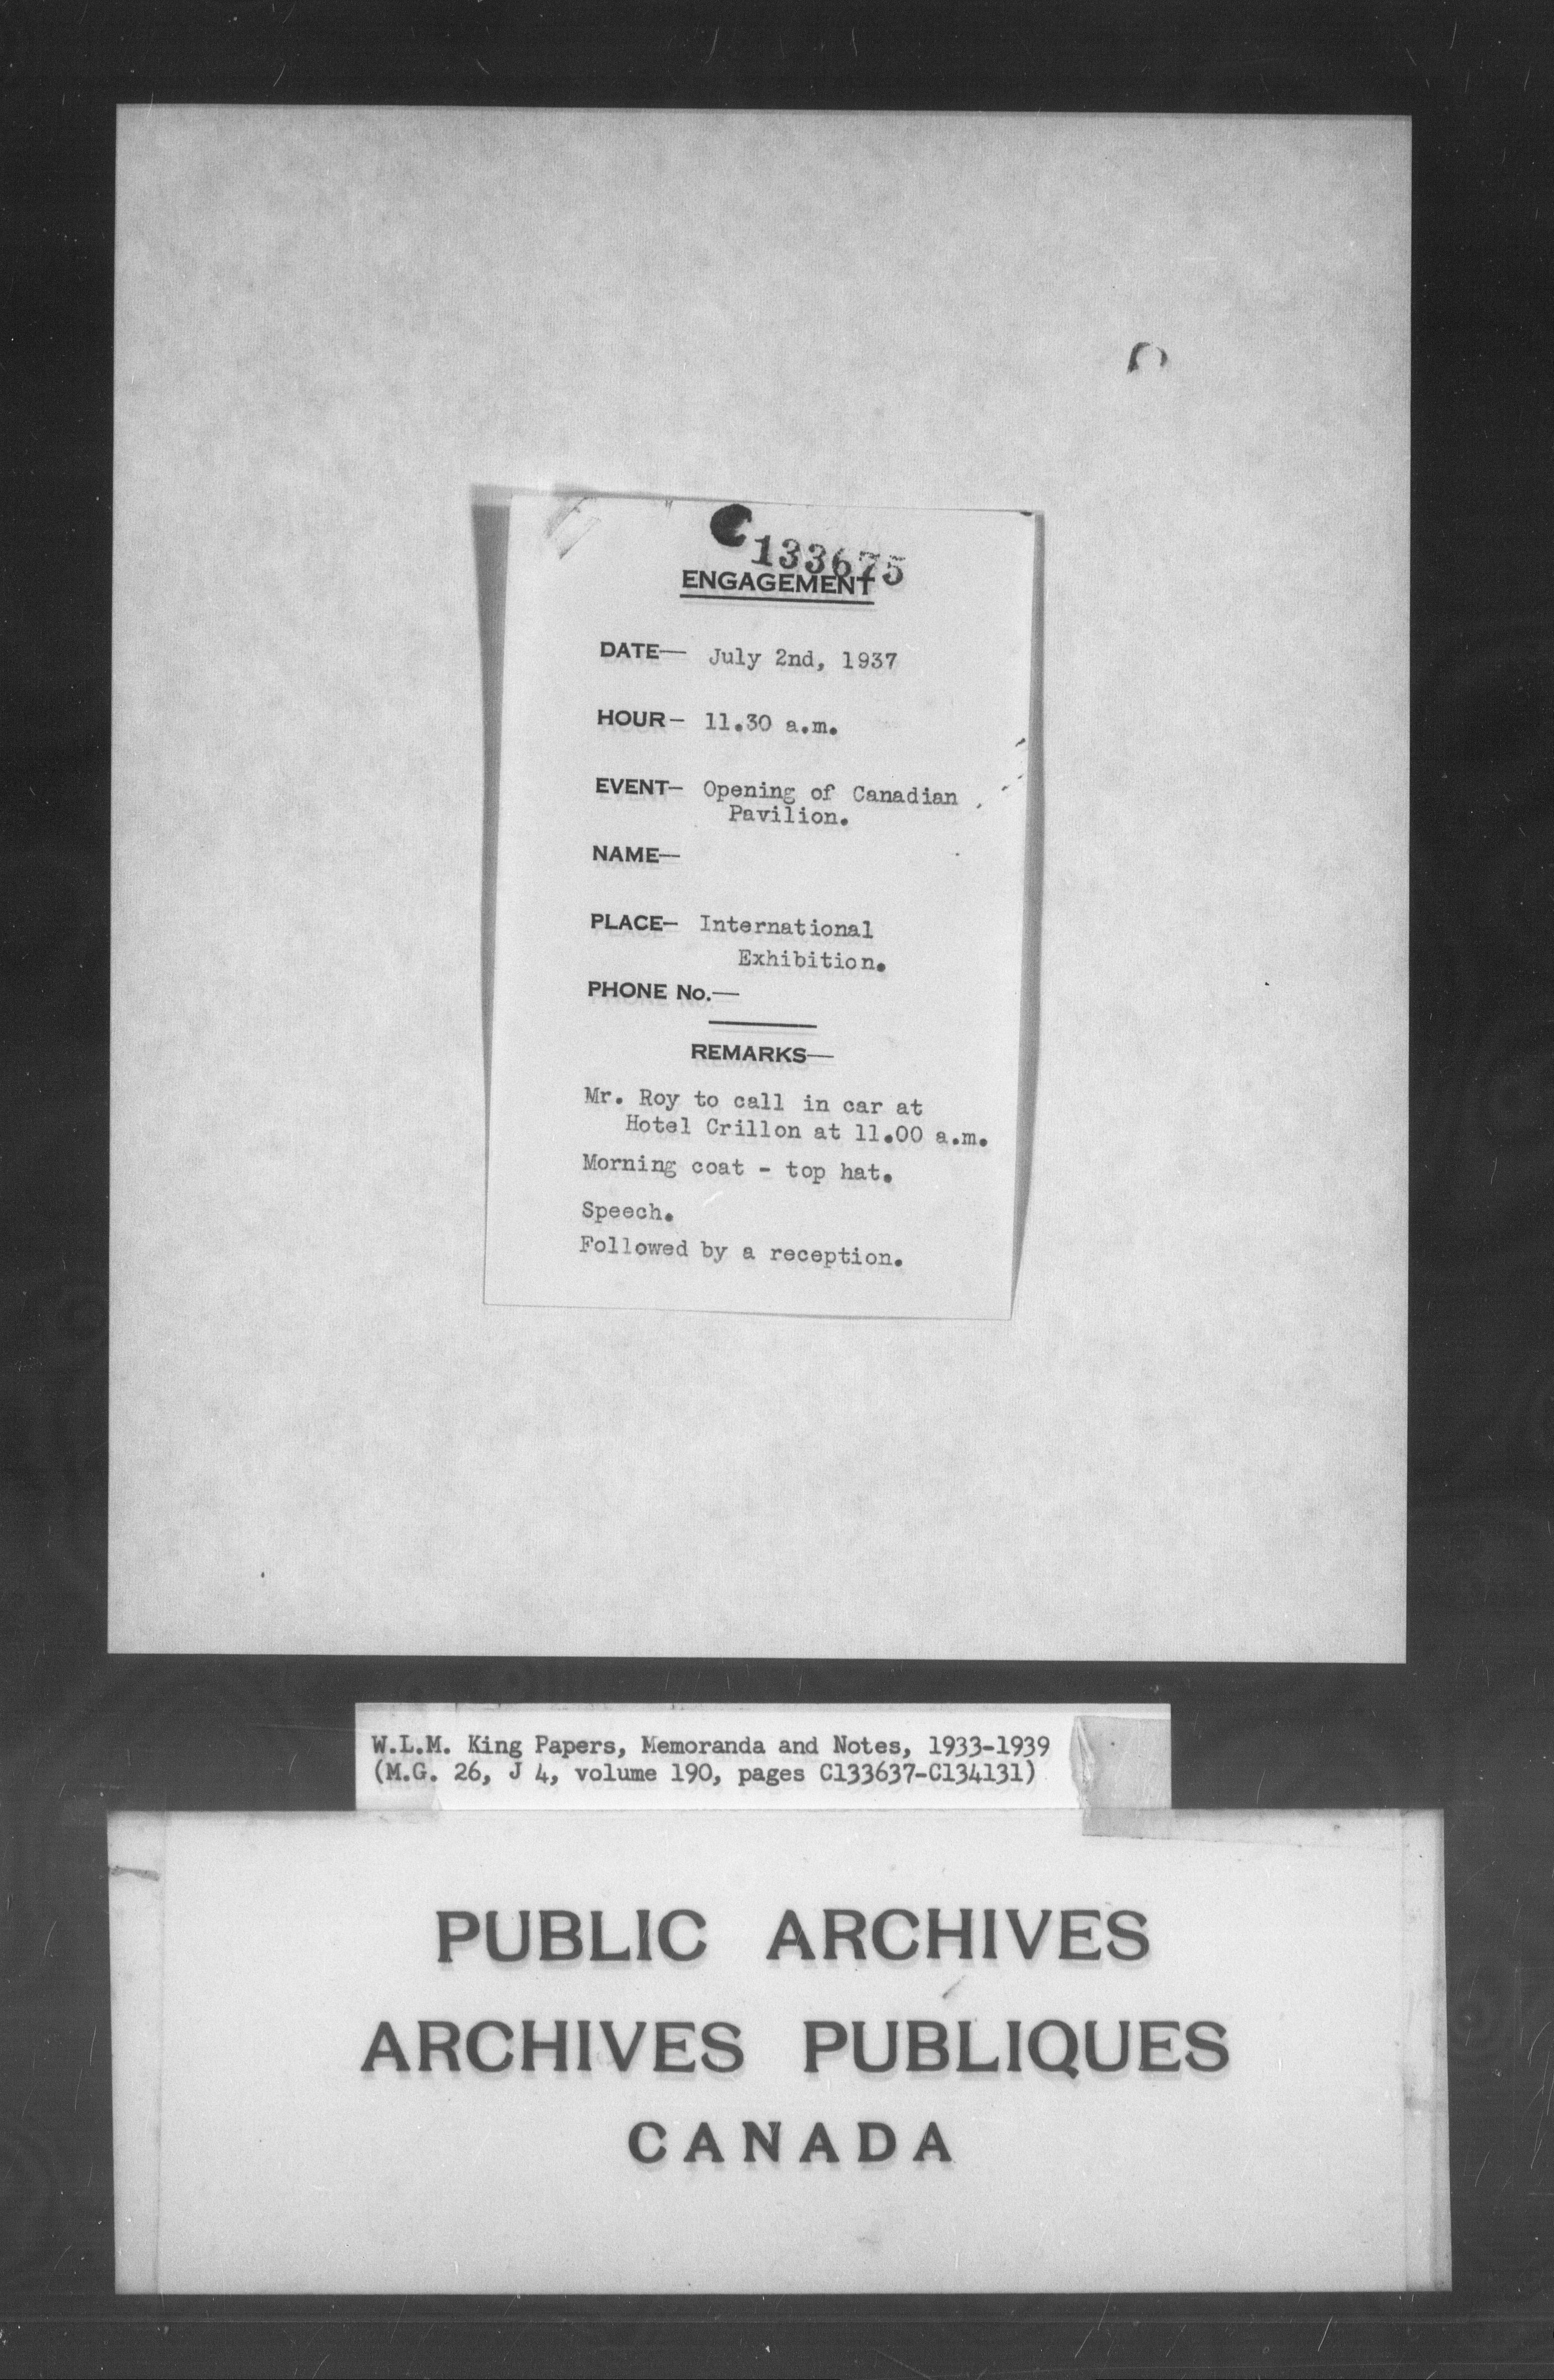 C133675
ENGAGEMENT
DATE— July 2nd, 1937
HOUR— 11.30 a.m.
EVENT— Opening of Canadian
Pavilion.
NAME—
PLACE— International
Exhibition.
PHONE No.—
REMARKS—
Mr. Roy to call in car at
Hotel Crillon at 11.00 a.m.
Morning coat - top hat.
Speech.
Followed by a reception.
W.L.M. King Papers, Memoranda and Notes, 1933-1939
(M.G. 26, J 4, volume 190, pages C133637-C134131)
PUBLIC ARCHIVES
ARCHIVES PUBLIQUES
CANADA